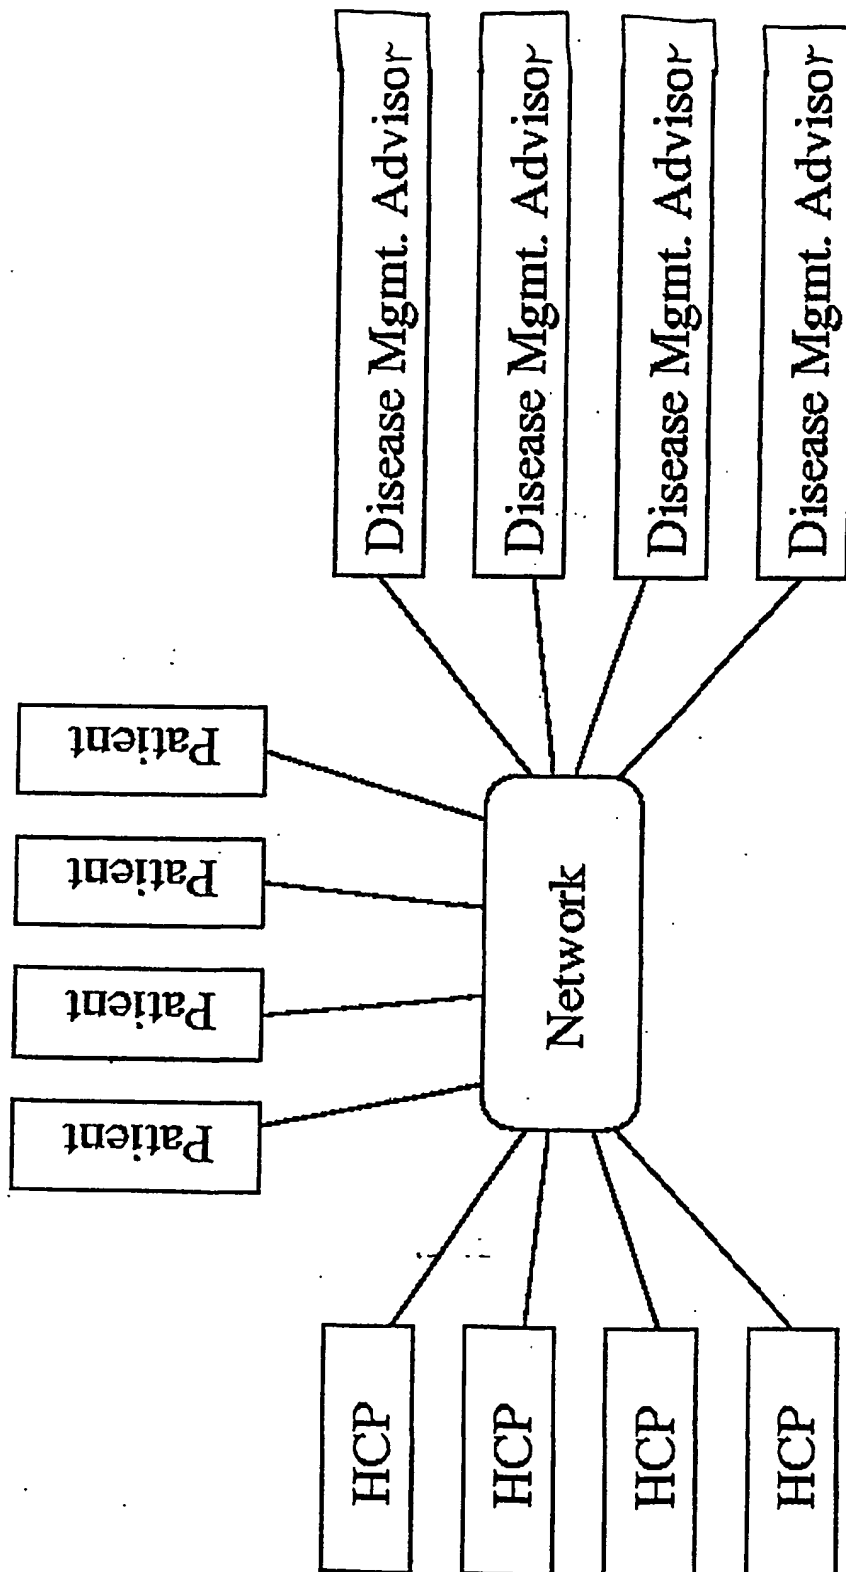 Patient
Patient
Patient
Patient
HCP
HCP
HCP
HCP
Network
Disease Mgmt. Advisor
Disease Mgmt. Advisor
Disease Mgmt. Advisor
Disease Mgmt. Advisor